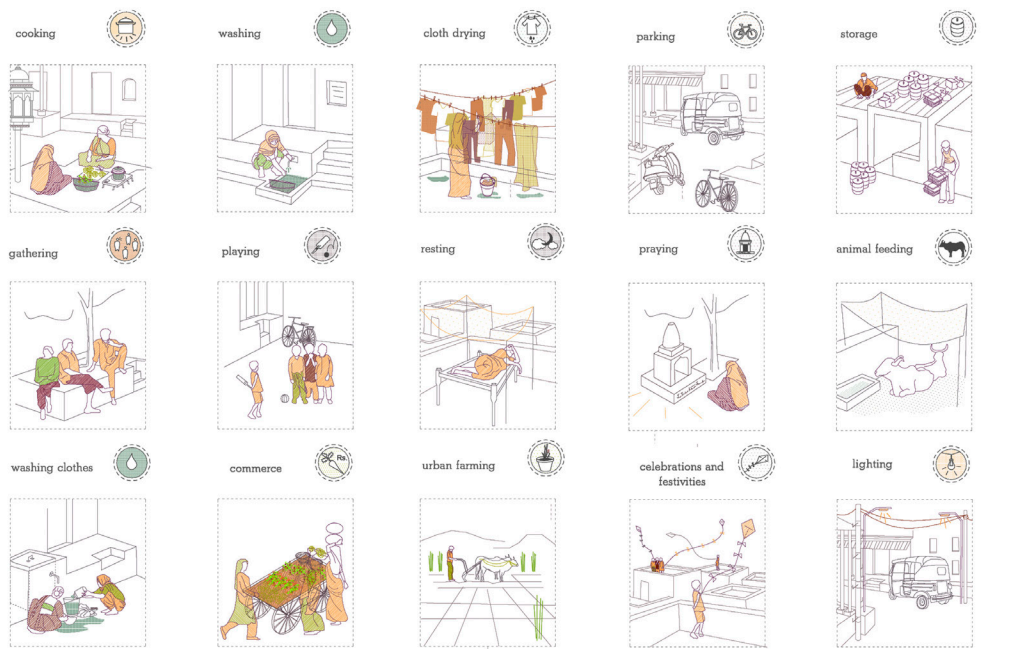 cooking
washing
cloth drying
parking
storage
gathering
playing
resting
praying
animal feeding
washing clothes
commerce
Rs.
urban farming
celebrations and
festivities
lighting